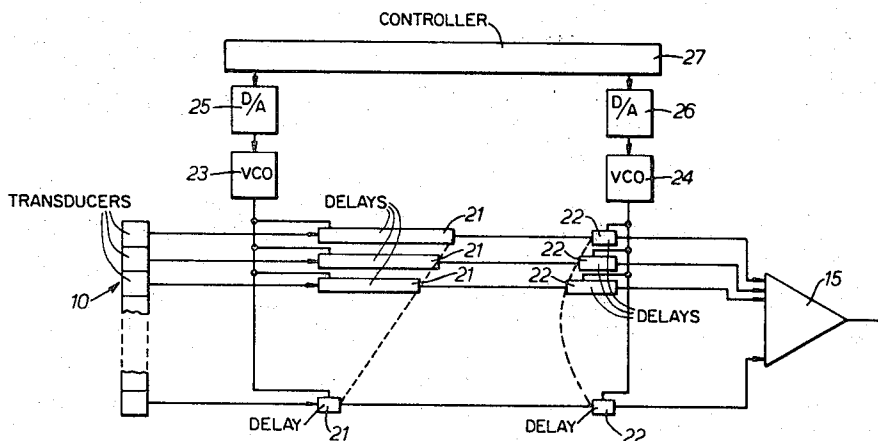 CONTROLLER
27
25
D/A
D/A
26
23
VCO
VCO
24
TRANSDUCERS
DELAYS
21
22
21
22
15
21
22
10
DELAYS
DELAY
21
DELAY
22